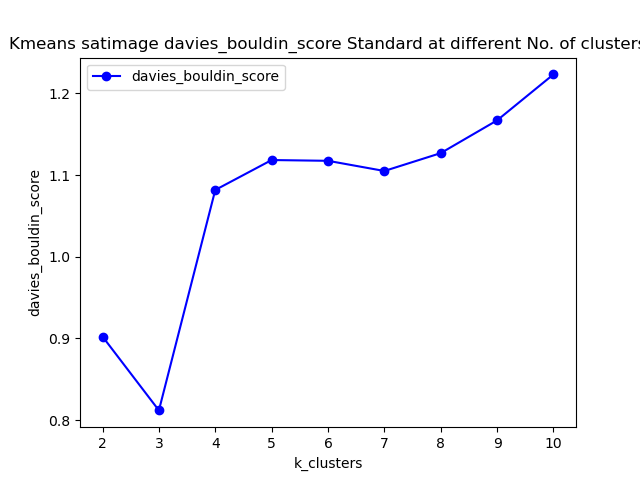 Kmeans satimage davies_bouldin_score Standard at different No. of clusters
davies_bouldin_score
davies_bouldin_score
1.2
1.1
1.0
0.9
0.8
2 3 4 5 6 7 8 9 10
k_clusters